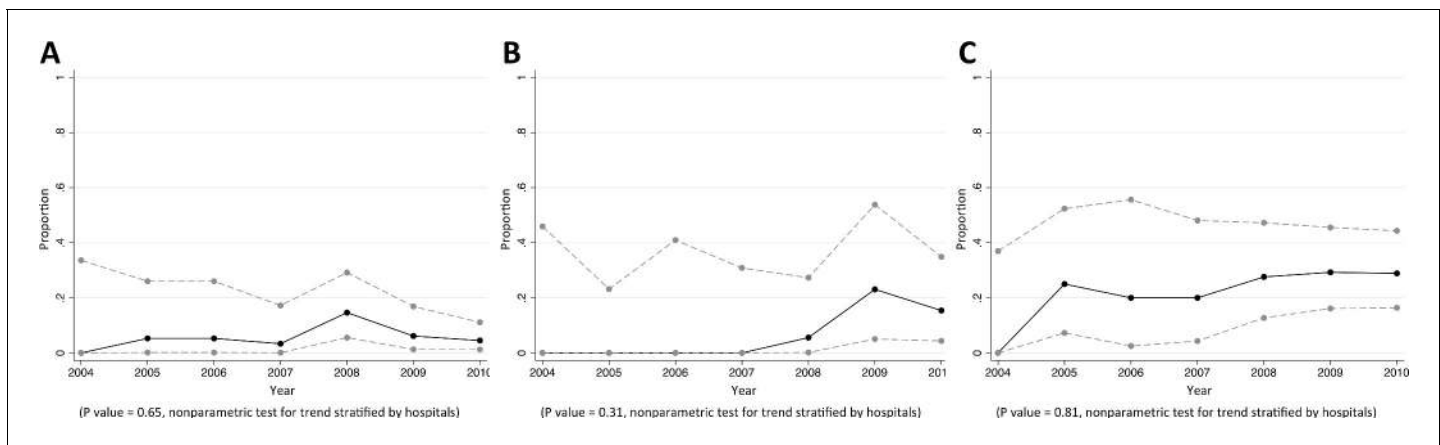 A
B
C
1
.8
.6
.4
.2
0
Proportion
2004 2005 2006 2007 2008 2009 2010
Year
(P value = 0.65, nonparametric test for trend stratified by hospitals)
1
.8
.6
.4
.2
0
Proportion
2004 2005 2006 2007 2008 2009 201
Year
(P value = 0.31, nonparametric test for trend stratified by hospitals)
1
.8
.6
.4
.2
0
Proportion
2004 2005 2006 2007 2008 2009 2010
Year
(P value = 0.81, nonparametric test for trend stratified by hospitals)